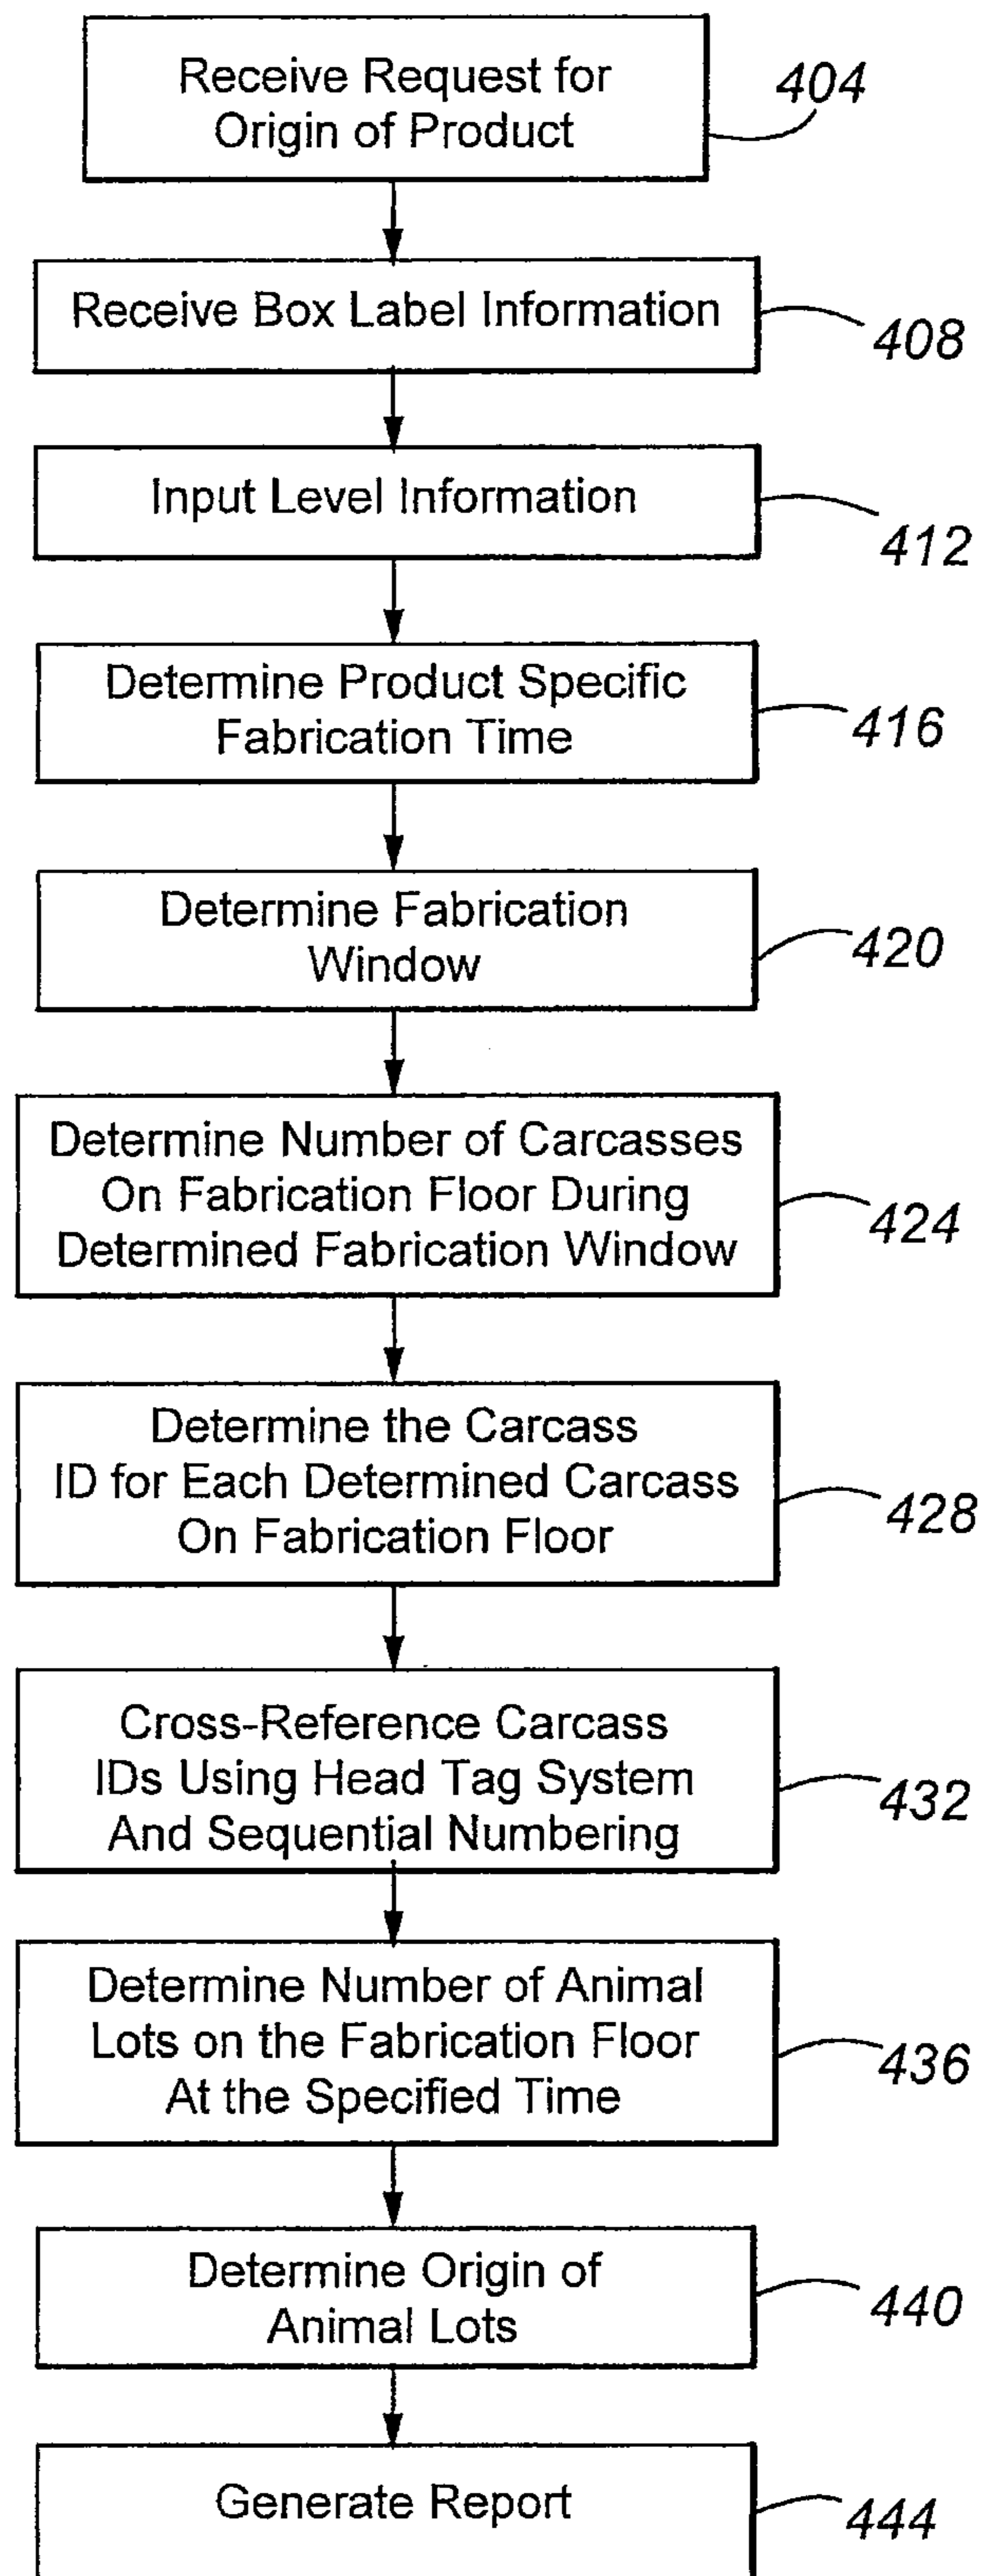 Receive Request for
Origin of Product
404
Receive Box Label Information
408
Input Level Information
412
Determine Product Specific
Fabrication Time
416
Determine Fabrication
Window
420
Determine Number of Carcasses
On Fabrication Floor During
Determined Fabrication Window
424
Determine the Carcass
ID for Each Determined Carcass
On Fabrication Floor
428
Cross-Reference Carcass
IDs Using Head Tag System
And Sequential Numbering
432
Determine Number of Animal
Lots on the Fabrication Floor
At the Specified Time
436
Determine Origin of
Animal Lots
440
Generate Report
444